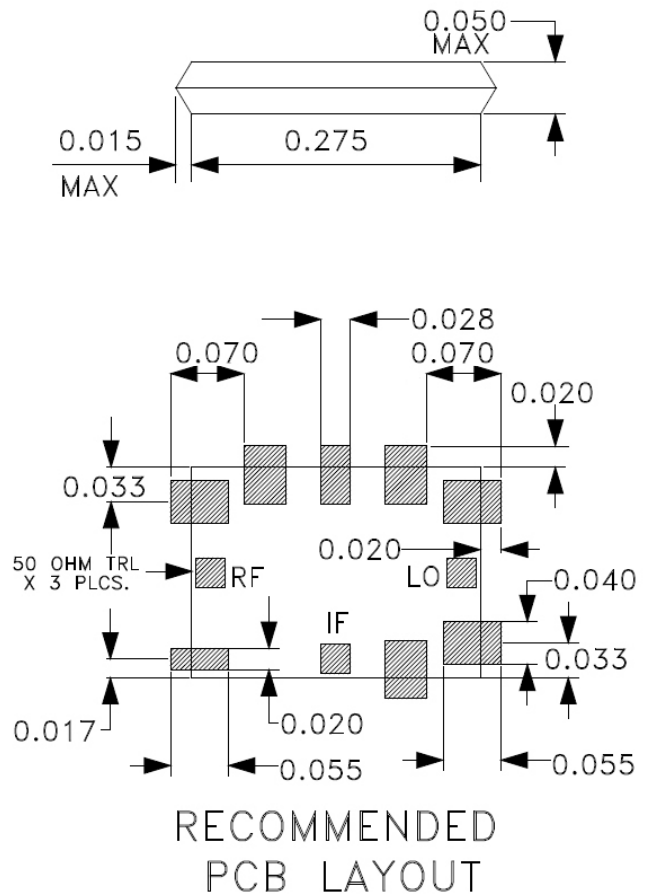 0.050
MAX
0.015
0.275
MAX
0.028
0.070
0.070
0.020
0.033
0.020
50 OHM TRL
X 3 PLCS.
RF
LO
0.040
IF
0.033
0.017
0.020
0.055
0.055
RECOMMENDED
PCB LAYOUT